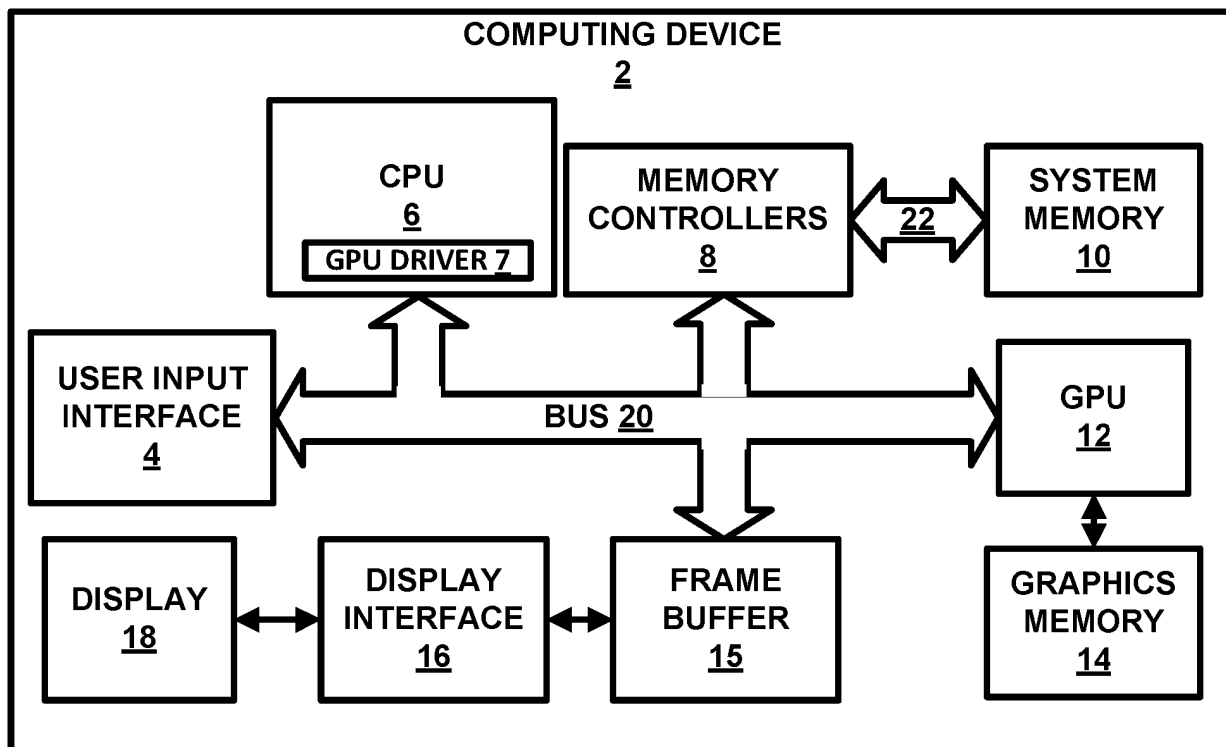 COMPUTING DEVICE
2
CPU
6
GPU DRIVER 7
MEMORY
CONTROLLERS
8
22
SYSTEM
MEMORY
10
USER INPUT
INTERFACE
4
BUS 20
GPU
12
DISPLAY
18
DISPLAY
INTERFACE
16
FRAME
BUFFER
15
GRAPHICS
MEMORY
14